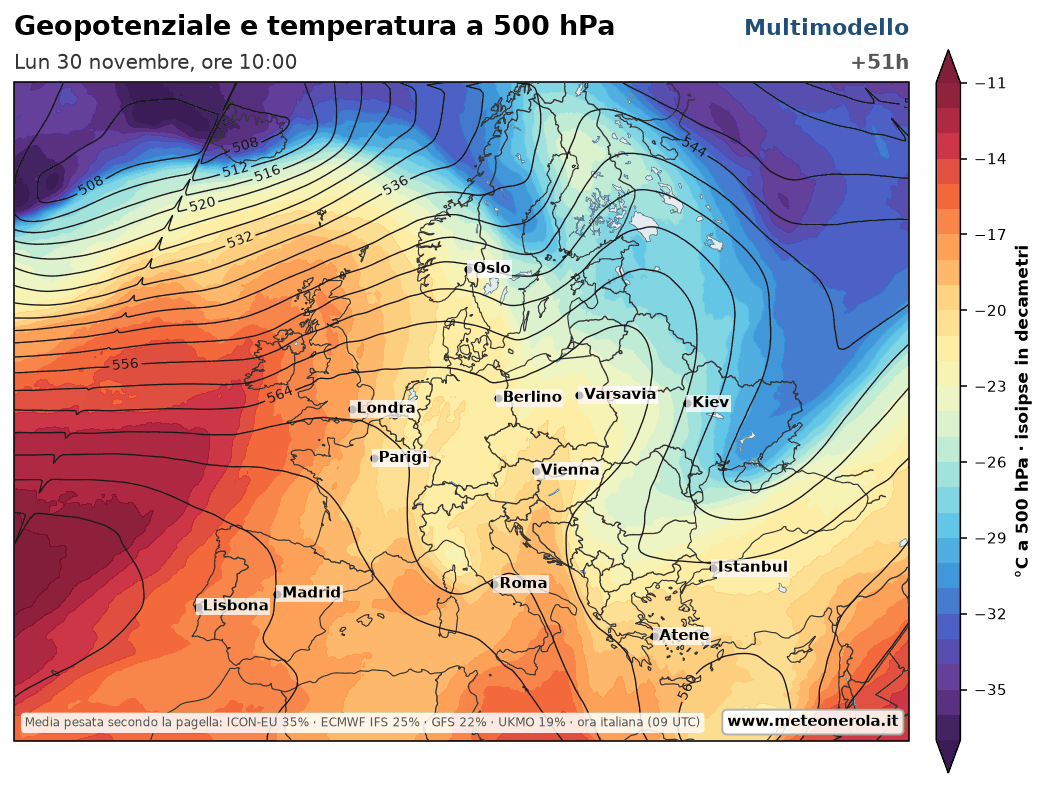 Geopotenziale e temperatura a 500 hPa
Multimodello
Lun 30 novembre, ore 10:00
+51h
508
508
512
516
520
532
536
544
556
564
560
Oslo
Londra
Berlino
Varsavia
Kiev
Parigi
Vienna
Istanbul
Roma
Madrid
Lisbona
Atene
−11
−14
−17
−20
−23
−26
−29
−32
−35
°C a 500 hPa · isoipse in decametri
Media pesata secondo la pagella: ICON-EU 35% · ECMWF IFS 25% · GFS 22% · UKMO 19% · ora italiana (09 UTC)
www.meteonerola.it